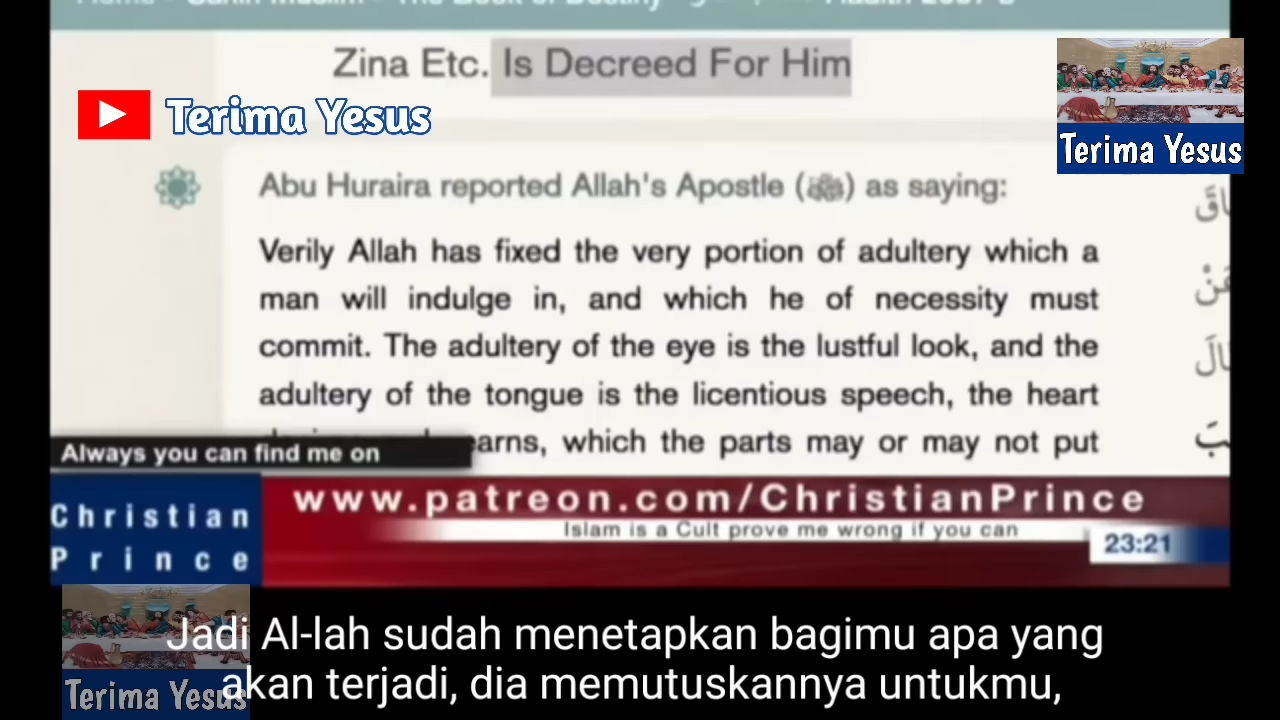 Zina Etc. Is Decreed For Him
Terima Yesus
Terima Yesus
Abu Huraira reported Allah's Apostle (ﷺ) as saying:
Verily Allah has fixed the very portion of adultery which a
man will indulge in, and which he of necessity must
commit. The adultery of the eye is the lustful look, and the
adultery of the tongue is the licentious speech, the heart
earns, which the parts may or may not put
Always you can find me on
www.patreon.com/ChristianPrince
Islam is a Cult prove me wrong if you can
Christian
Prince
23:21
Jadi Al-lah sudah menetapkan bagimu apa yang
akan terjadi, dia memutuskannya untukmu,
Terima Yesus